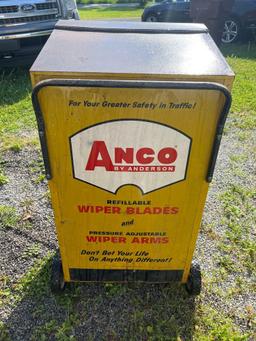 For Your Greater Safety in Traffic!
ANCO
BY ANDERSON
REFILLABLE
WIPER BLADES
and
PRESSURE ADJUSTABLE
WIPER ARMS
Don't Bet Your Life
On Anything Different!